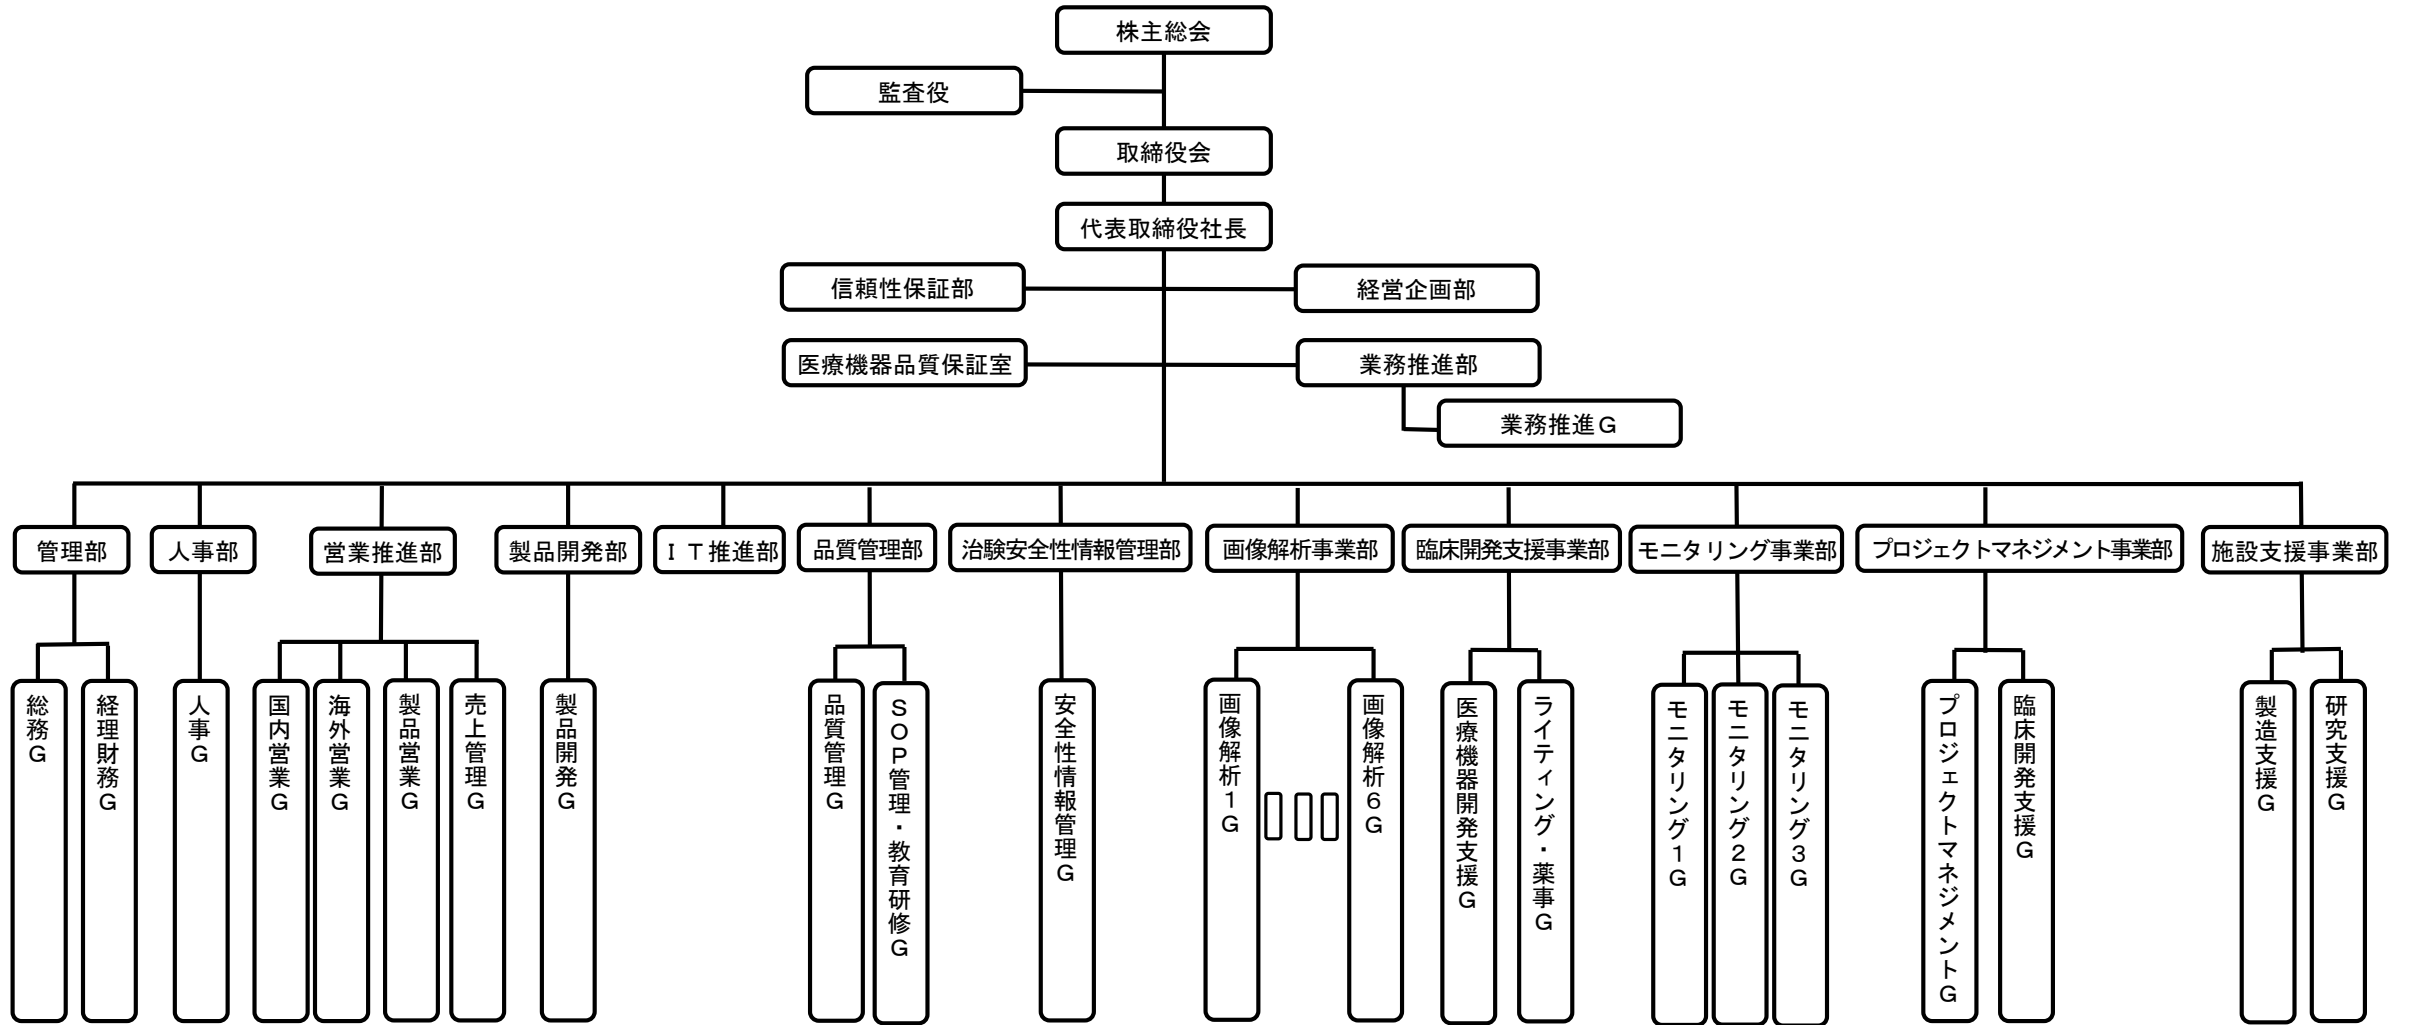 株主総会
監査役
取締役会
代表取締役社長
信頼性保証部
経営企画部
医療機器品質保証室
業務推進部
業務推進Ｇ
管理部
人事部
営業推進部
製品開発部
ＩＴ推進部
品質管理部
治験安全性情報管理部
画像解析事業部
臨床開発支援事業部
モニタリング事業部
プロジェクトマネジメント事業部
施設支援事業部
総務Ｇ
経理財務Ｇ
人事Ｇ
国内営業Ｇ
海外営業Ｇ
製品営業Ｇ
売上管理Ｇ
製品開発Ｇ
品質管理Ｇ
ＳＯＰ管理・教育研修Ｇ
安全性情報管理Ｇ
画像解析１Ｇ
画像解析６Ｇ
医療機器開発支援Ｇ
ライティング・薬事Ｇ
モニタリング１Ｇ
モニタリング２Ｇ
モニタリング３Ｇ
プロジェクトマネジメントＧ
臨床開発支援Ｇ
製造支援Ｇ
研究支援Ｇ